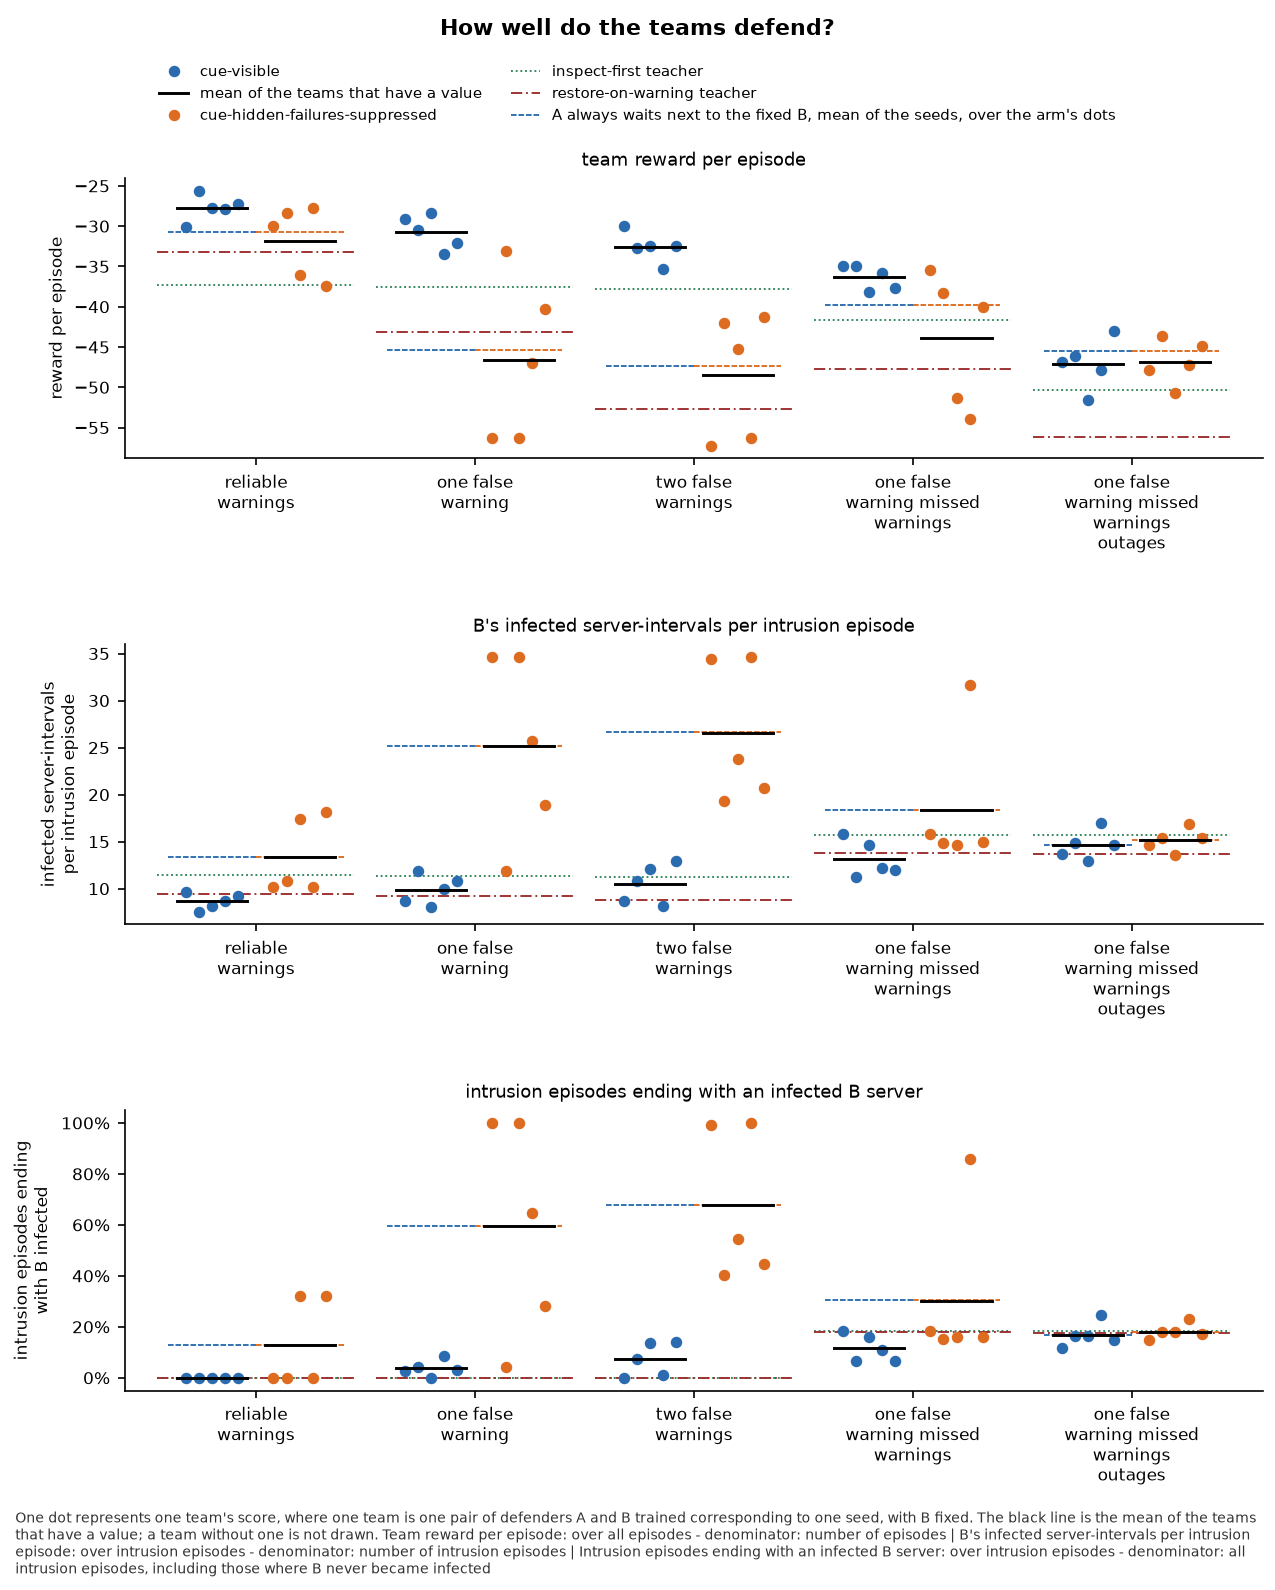 How well do the teams defend?
cue-visible
mean of the teams that have a value
cue-hidden-failures-suppressed
inspect-first teacher
restore-on-warning teacher
A always waits next to the fixed B, mean of the seeds, over the arm's dots
team reward per episode
reward per episode
−25
−30
−35
−40
−45
−50
−55
reliable
warnings
one false
warning
two false
warnings
one false
warning missed
warnings
one false
warning missed
warnings
outages
B's infected server-intervals per intrusion episode
infected server-intervals
per intrusion episode
35
30
25
20
15
10
reliable
warnings
one false
warning
two false
warnings
one false
warning missed
warnings
one false
warning missed
warnings
outages
intrusion episodes ending with an infected B server
intrusion episodes ending
with B infected
100%
80%
60%
40%
20%
0%
reliable
warnings
one false
warning
two false
warnings
one false
warning missed
warnings
one false
warning missed
warnings
outages
One dot represents one team's score, where one team is one pair of defenders A and B trained corresponding to one seed, with B fixed. The black line is the mean of the teams
that have a value; a team without one is not drawn. Team reward per episode: over all episodes - denominator: number of episodes | B's infected server-intervals per intrusion
episode: over intrusion episodes - denominator: number of intrusion episodes | Intrusion episodes ending with an infected B server: over intrusion episodes - denominator: all
intrusion episodes, including those where B never became infected